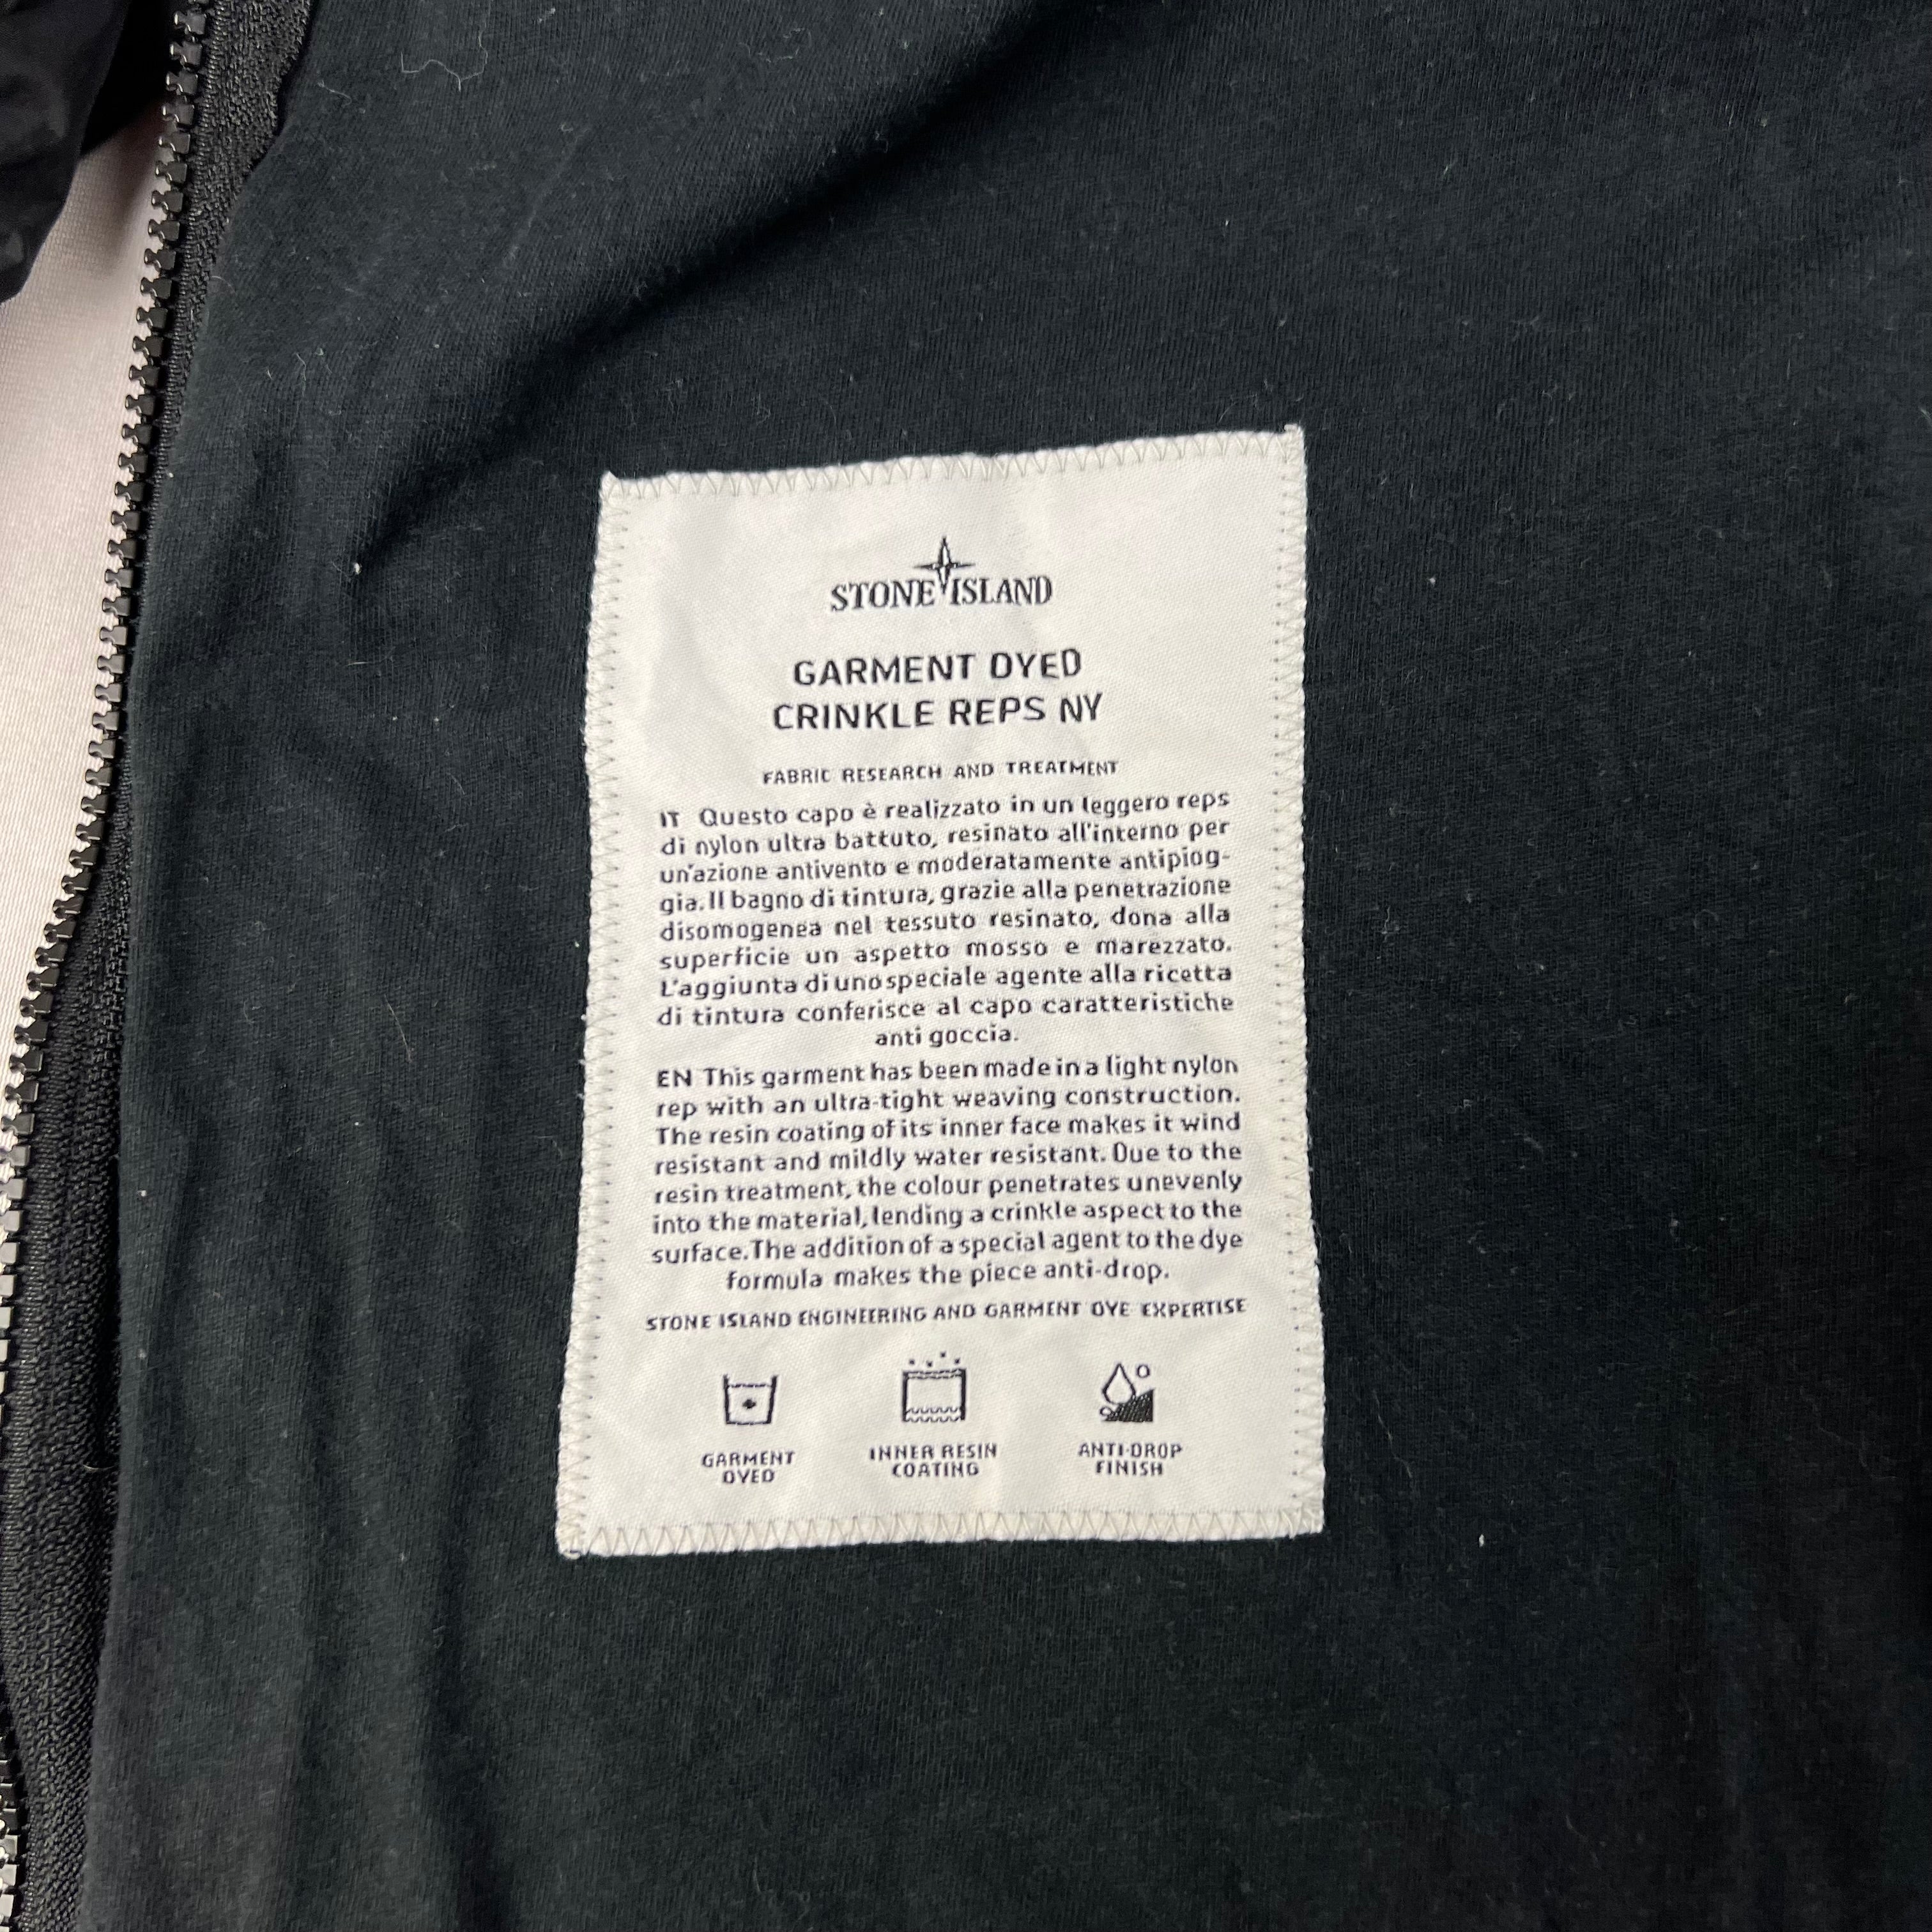 STONE ISLAND
GARMENT DYED
CRINKLE REPS NY
FABRIC RESEARCH AND TREATMENT
IT Questo capo è realizzato in un leggero reps
di nylon ultra battuto, resinato all'interno per
un'azione antivento e moderatamente antipiog-
gia. Il bagno di tintura, grazie alla penetrazione
disomogenea nel tessuto resinato, dona alla
superficie un aspetto mosso e marezzato.
L'aggiunta di uno speciale agente alla ricetta
di tintura conferisce al capo caratteristiche
anti goccia.
EN This garment has been made in a light nylon
rep with an ultra-tight weaving construction.
The resin coating of its inner face makes it wind
resistant and mildly water resistant. Due to the
resin treatment, the colour penetrates unevenly
into the material, lending a crinkle aspect to the
surface. The addition of a special agent to the dye
formula makes the piece anti-drop.
STONE ISLAND ENGINEERING AND GARMENT DYE EXPERTISE
GARMENT
DYED
INNER RESIN
COATING
ANTI-DROP
FINISH